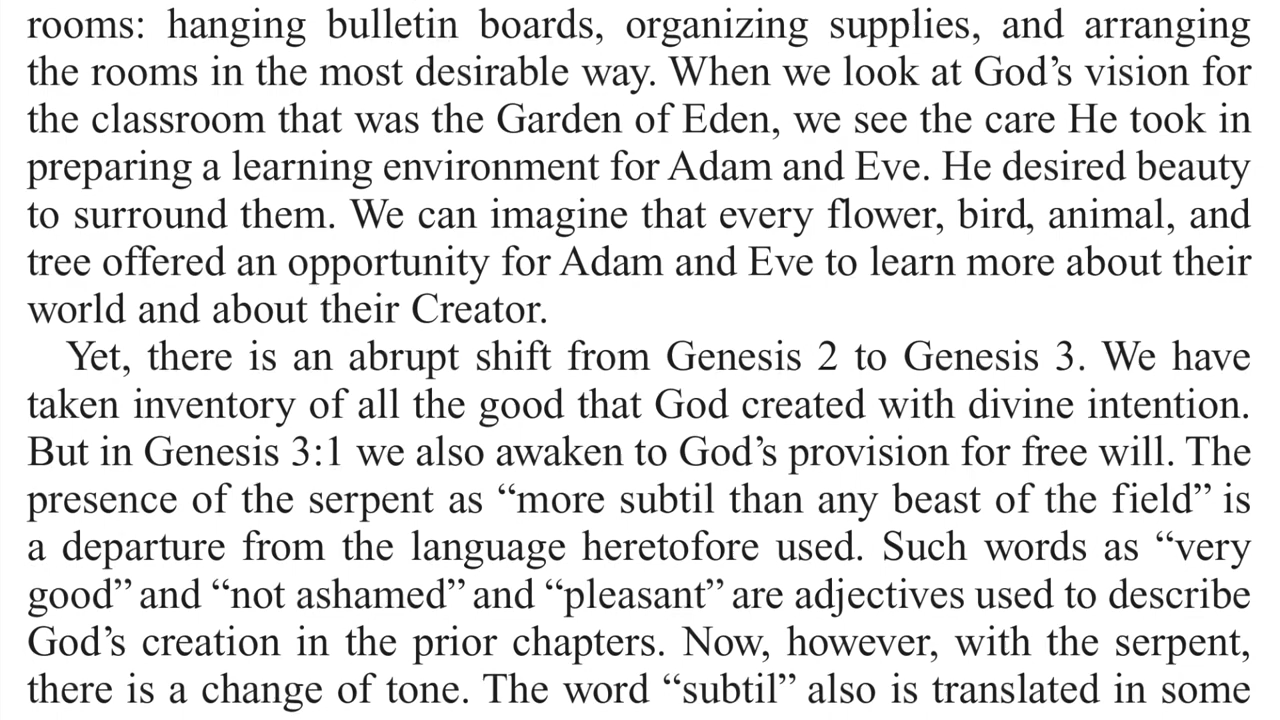 rooms: hanging bulletin boards, organizing supplies, and arranging
the rooms in the most desirable way. When we look at God’s vision for
the classroom that was the Garden of Eden, we see the care He took in
preparing a learning environment for Adam and Eve. He desired beauty
to surround them. We can imagine that every flower, bird, animal, and
tree offered an opportunity for Adam and Eve to learn more about their
world and about their Creator.
Yet, there is an abrupt shift from Genesis 2 to Genesis 3. We have
taken inventory of all the good that God created with divine intention.
But in Genesis 3:1 we also awaken to God’s provision for free will. The
presence of the serpent as “more subtil than any beast of the field” is
a departure from the language heretofore used. Such words as “very
good” and “not ashamed” and “pleasant” are adjectives used to describe
God’s creation in the prior chapters. Now, however, with the serpent,
there is a change of tone. The word “subtil” also is translated in some